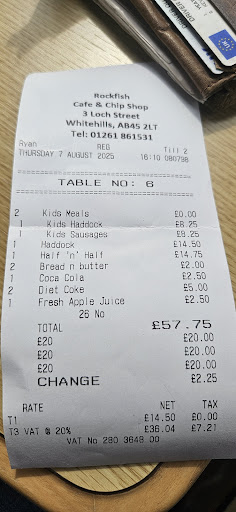 Rockfish
Cafe & Chip Shop
3 Loch Street
Whitehills, AB45 2LT
Tel: 01261 861531
Ryan REG Till 2
THURSDAY 7 AUGUST 2025 16:10 080798
TABLE NO: 6
2 Kids Meals £0.00
1 Kids Haddock £8.25
1 Kids Sausages £8.25
1 Haddock £14.50
1 Half 'n' Half £14.75
2 Bread n butter £2.00
1 Coca Cola £2.50
2 Diet Coke £5.00
1 Fresh Apple Juice £2.50
26 No
TOTAL £57.75
£20 £20.00
£20 £20.00
£20 £20.00
CHANGE £2.25
RATE NET TAX
T1 £14.50 £0.00
T3 VAT @ 20% £36.04 £7.21
VAT No 280 3648 00